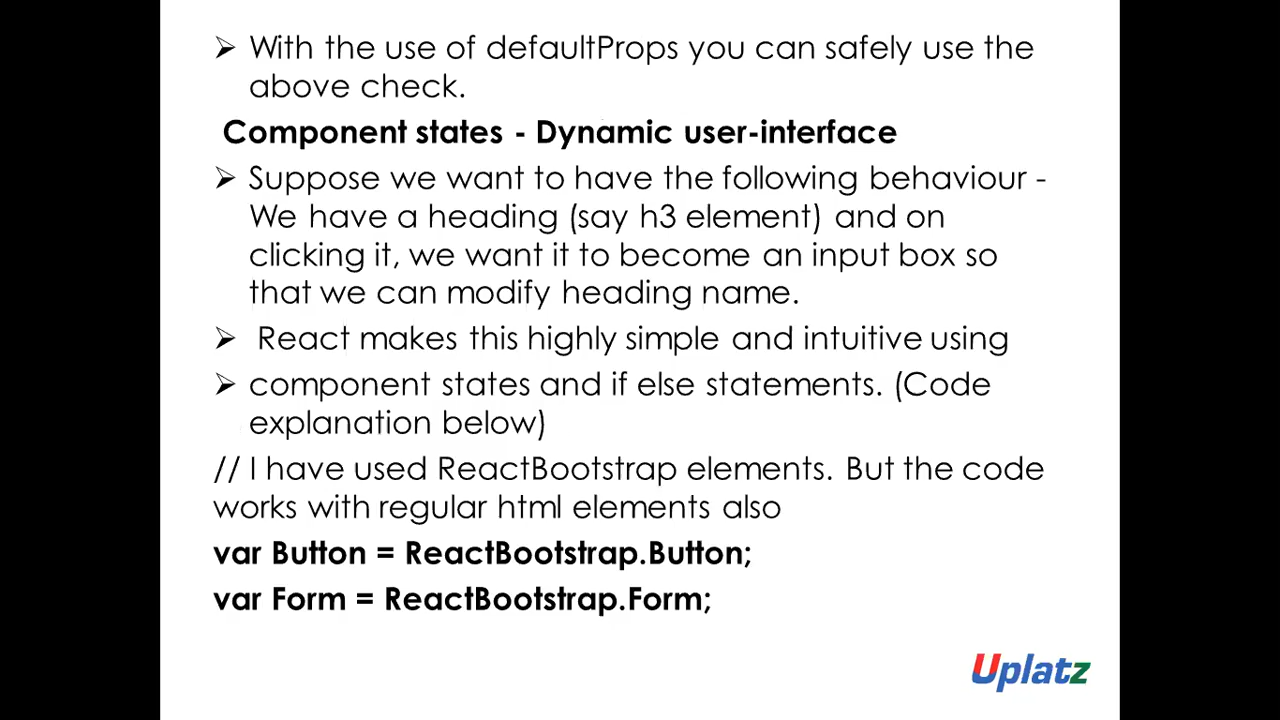 ➢ With the use of defaultProps you can safely use the
above check.
Component states - Dynamic user-interface
➢ Suppose we want to have the following behaviour -
We have a heading (say h3 element) and on
clicking it, we want it to become an input box so
that we can modify heading name.
➢ React makes this highly simple and intuitive using
➢ component states and if else statements. (Code
explanation below)
// I have used ReactBootstrap elements. But the code
works with regular html elements also
var Button = ReactBootstrap.Button;
var Form = ReactBootstrap.Form;
Uplatz